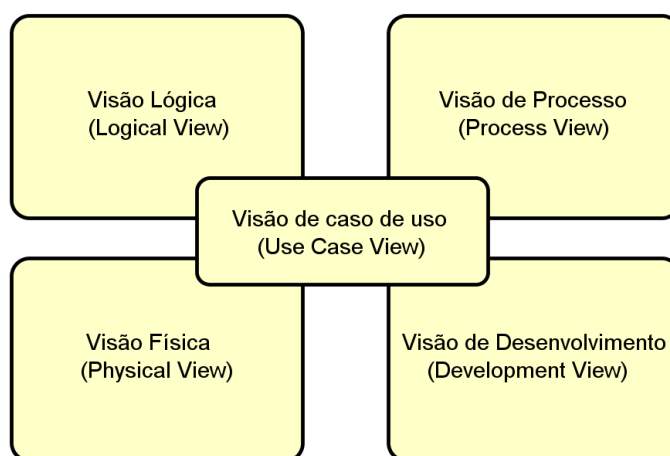 Visão Lógica
(Logical View)
Visão de Processo
(Process View)
Visão de caso de uso
(Use Case View)
Visão Física
(Physical View)
Visão de Desenvolvimento
(Development View)